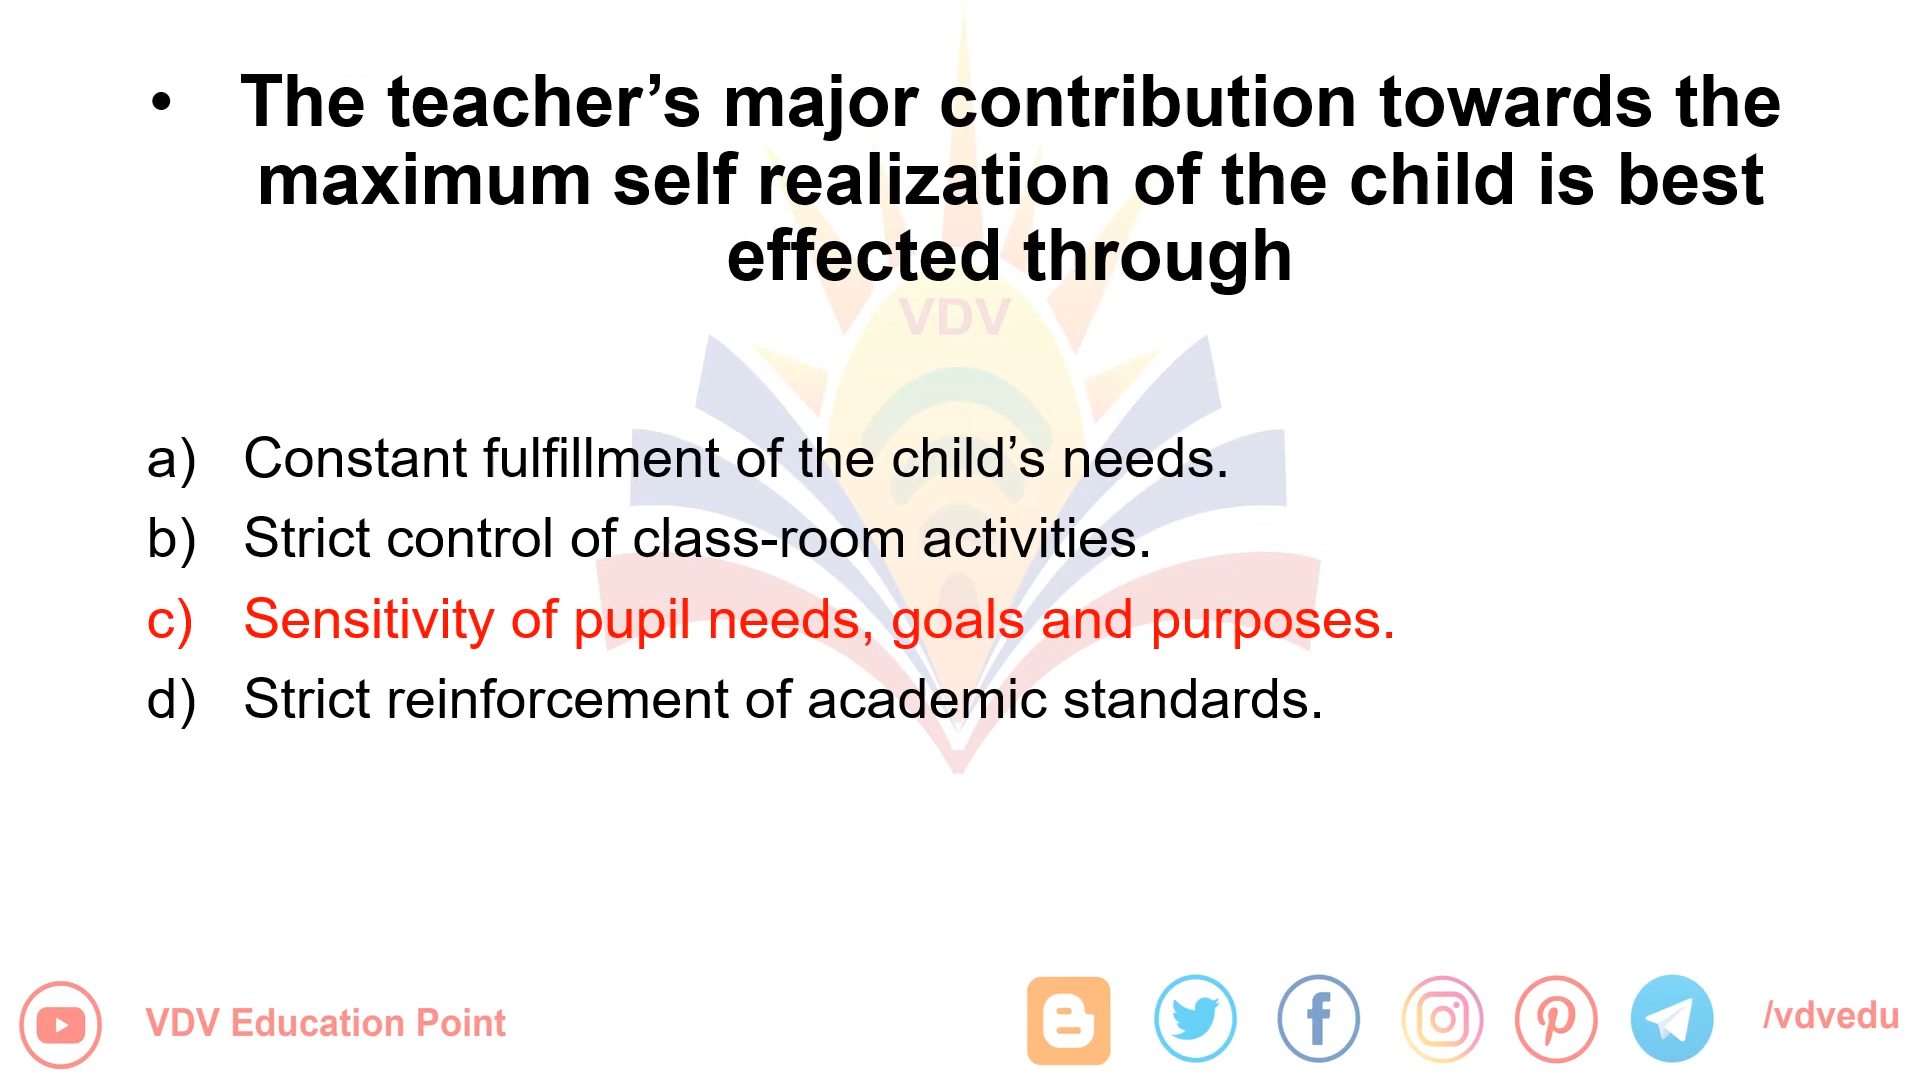 • The teacher’s major contribution towards the
maximum self realization of the child is best
effected through
VDV
a) Constant fulfillment of the child’s needs.
b) Strict control of class-room activities.
c) Sensitivity of pupil needs, goals and purposes.
d) Strict reinforcement of academic standards.
VDV Education Point
/vdvedu